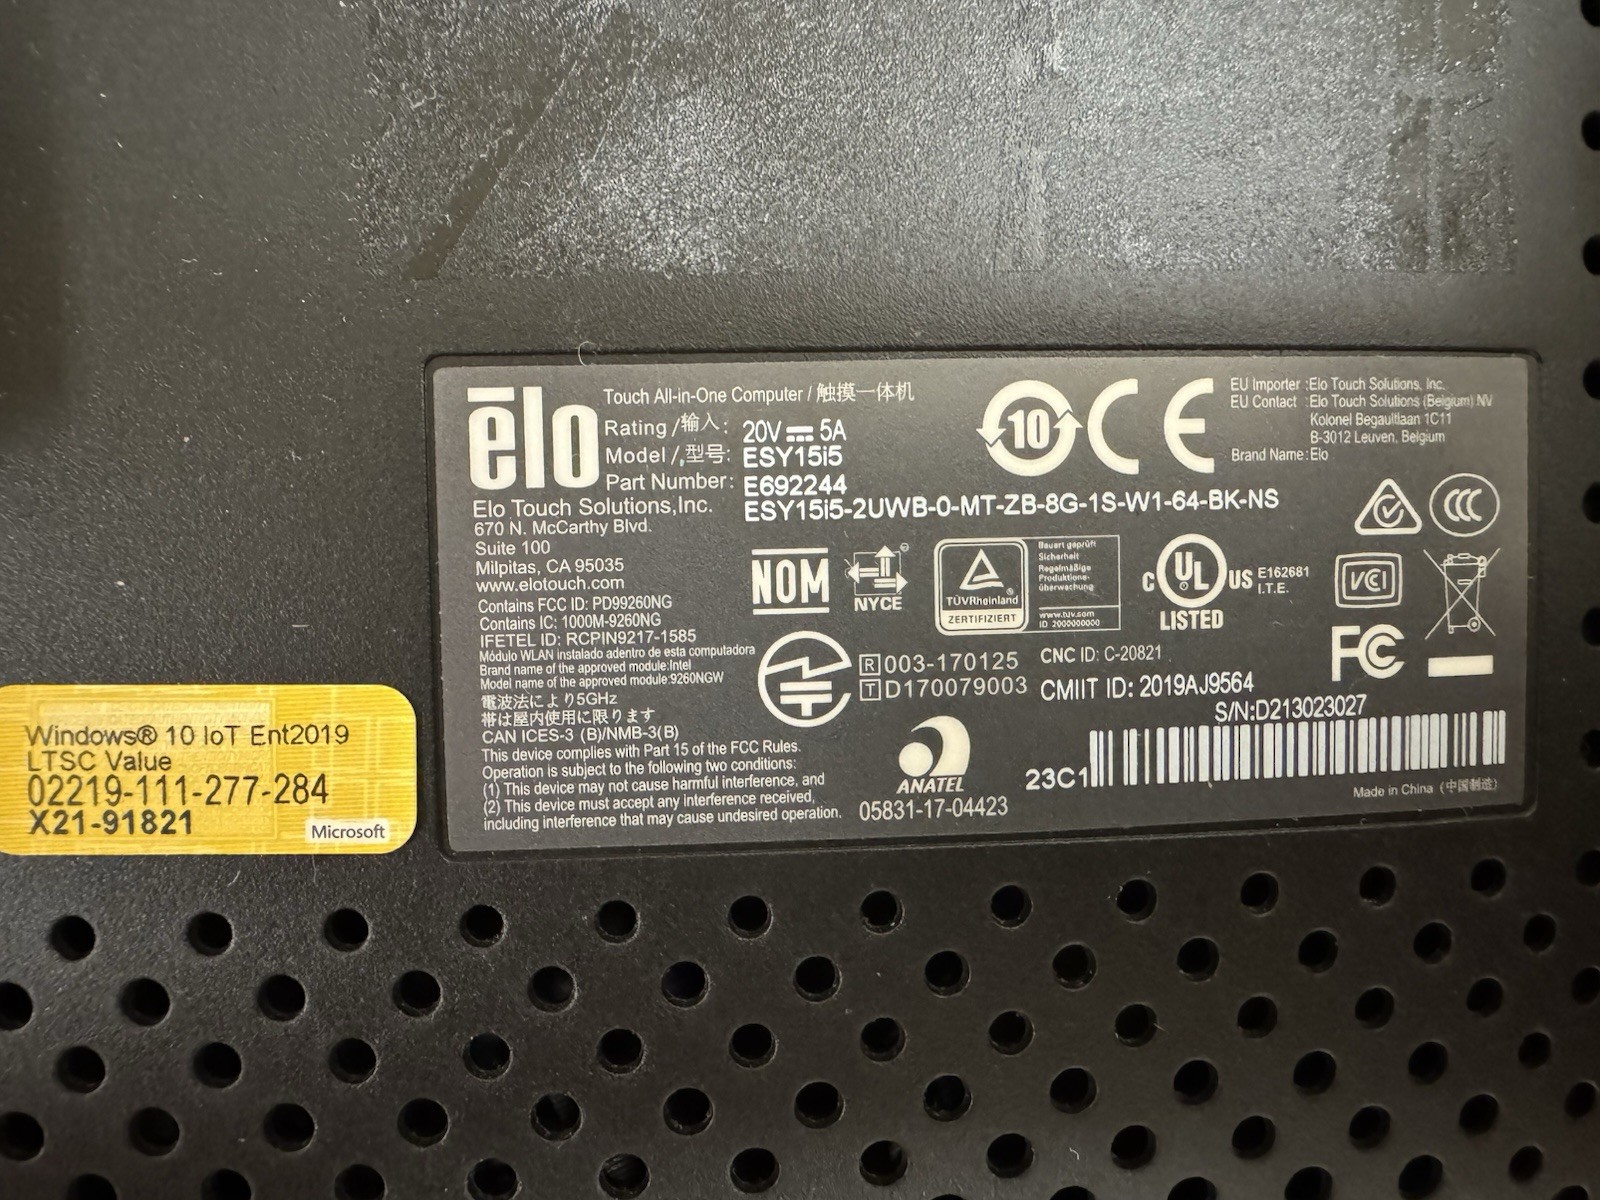 ēlo
Touch All-in-One Computer / 触摸一体机
Rating /输入: 20V ⎓ 5A
Model /型号: ESY15i5
Part Number: E692244
ESY15i5-2UWB-0-MT-ZB-8G-1S-W1-64-BK-NS
Elo Touch Solutions,Inc.
670 N. McCarthy Blvd.
Suite 100
Milpitas, CA 95035
www.elotouch.com
Contains FCC ID: PD99260NG
Contains IC: 1000M-9260NG
IFETEL ID: RCPIN9217-1585
Módulo WLAN instalado adentro de esta computadora
Brand name of the approved module:Intel
Model name of the approved module:9260NGW
電波法により5GHz
帯は屋内使用に限ります
CAN ICES-3 (B)/NMB-3(B)
This device complies with Part 15 of the FCC Rules.
Operation is subject to the following two conditions:
(1) This device may not cause harmful interference, and
(2) This device must accept any interference received,
including interference that may cause undesired operation.
10
CE
EU Importer :Elo Touch Solutions, Inc.
EU Contact :Elo Touch Solutions (Belgium) NV
Kolonel Begaultlaan 1C11
B-3012 Leuven, Belgium
Brand Name :Elo
CCC
NOM
NYCE
TÜVRheinland
ZERTIFIZIERT
Bauart geprüft
Sicherheit
Regelmäßige
Produktions-
überwachung
www.tuv.com
ID 2000000000
C UL US
LISTED
E162681
I.T.E.
VCI
FC
R 003-170125
T D170079003
CNC ID: C-20821
CMIIT ID: 2019AJ9564
S/N:D213023027
ANATEL
05831-17-04423
23C1
Made in China (中国制造)
Windows® 10 IoT Ent2019
LTSC Value
02219-111-277-284
X21-91821
Microsoft